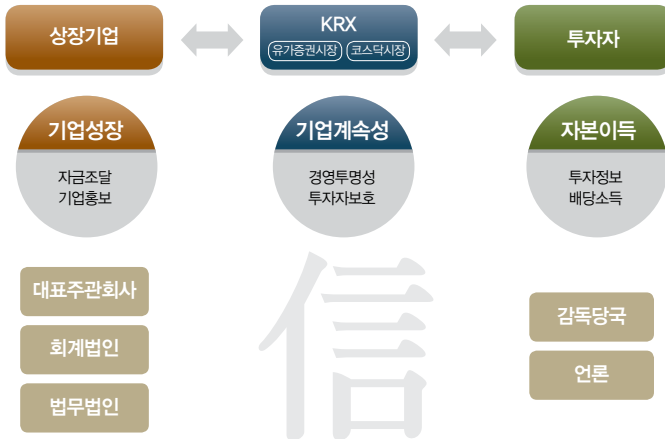 상장기업
KRX
유가증권시장 코스닥시장
투자자
기업성장
자금조달
기업홍보
기업계속성
경영투명성
투자자보호
자본이득
투자정보
배당소득
대표주관회사
회계법인
법무법인
信
감독당국
언론